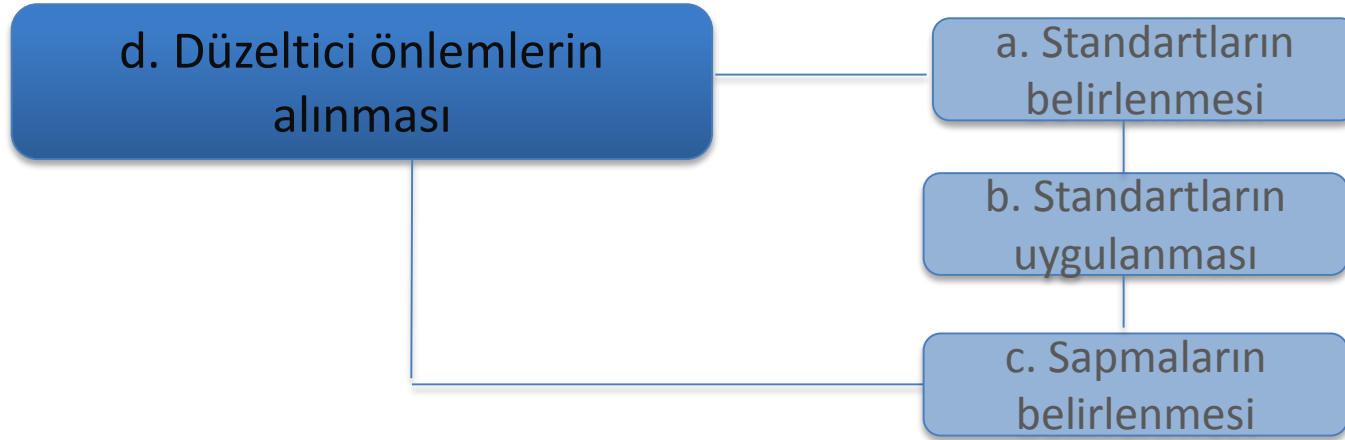 d. Düzeltici önlemlerin
alınması
a. Standartların
belirlenmesi
b. Standartların
uygulanması
c. Sapmaların
belirlenmesi